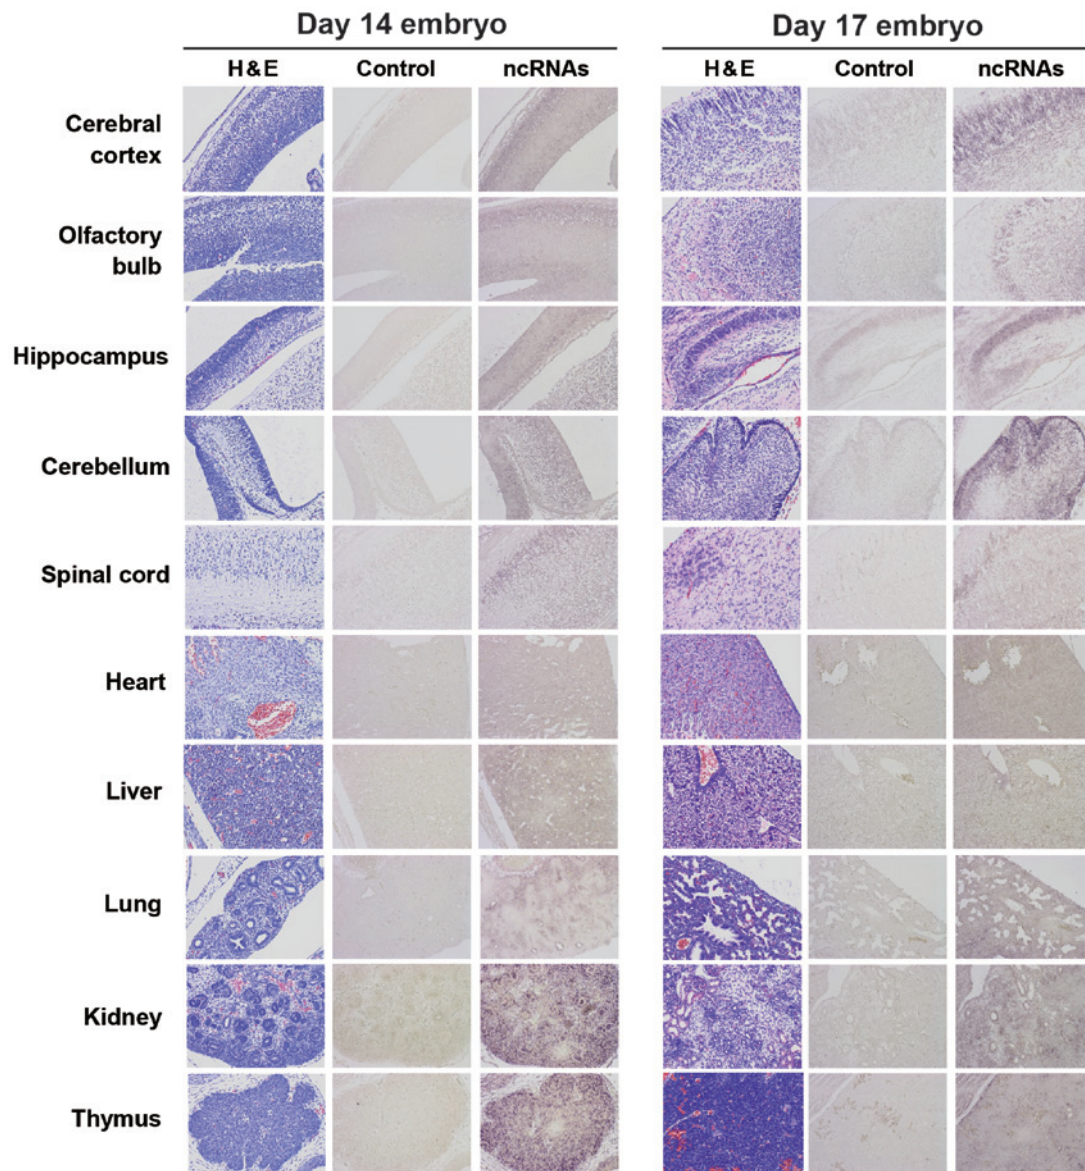 Day 14 embryo
Day 17 embryo
H & E
Control
ncRNAs
H & E
Control
ncRNAs
Cerebral
cortex
Olfactory
bulb
Hippocampus
Cerebellum
Spinal cord
Heart
Liver
Lung
Kidney
Thymus